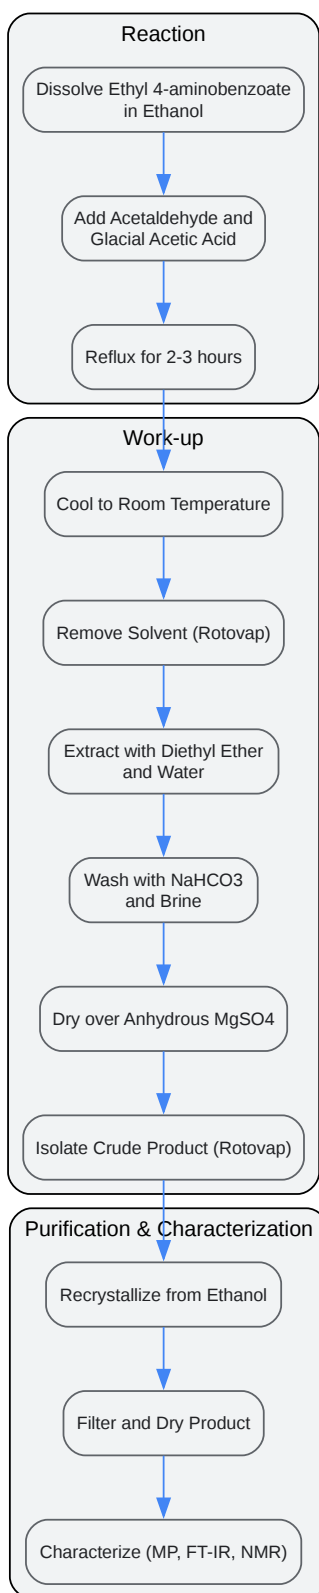 Reaction
Dissolve Ethyl 4-aminobenzoate
in Ethanol
Add Acetaldehyde and
Glacial Acetic Acid
Reflux for 2-3 hours
Work-up
Cool to Room Temperature
Remove Solvent (Rotovap)
Extract with Diethyl Ether
and Water
Wash with NaHCO3
and Brine
Dry over Anhydrous MgSO4
Isolate Crude Product (Rotovap)
Purification & Characterization
Recrystallize from Ethanol
Filter and Dry Product
Characterize (MP, FT-IR, NMR)